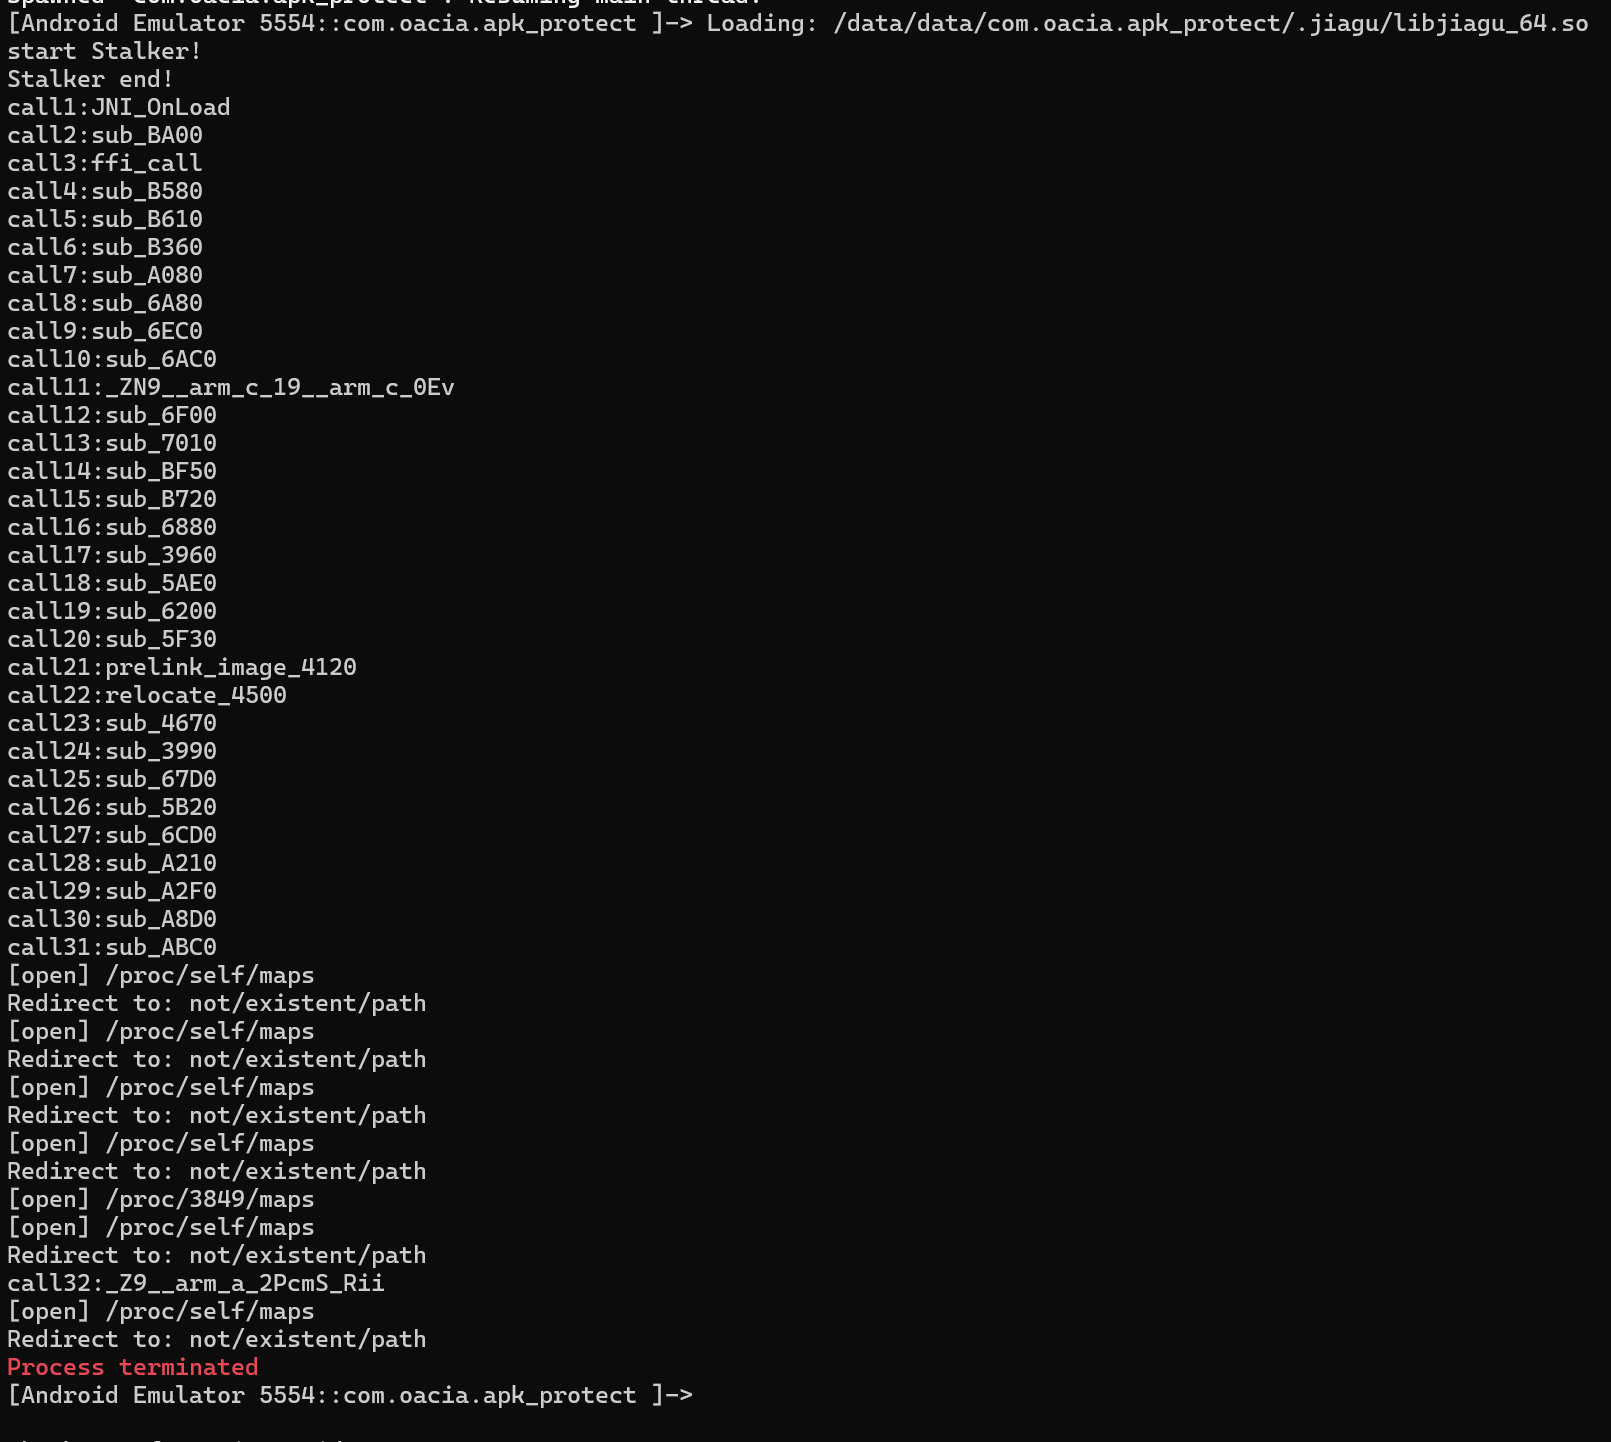 Spawned `com.oacia.apk_protect`. Resuming main thread!
[Android Emulator 5554::com.oacia.apk_protect ]-> Loading: /data/data/com.oacia.apk_protect/.jiagu/libjiagu_64.so
start Stalker!
Stalker end!
call1:JNI_OnLoad
call2:sub_BA00
call3:ffi_call
call4:sub_B580
call5:sub_B610
call6:sub_B360
call7:sub_A080
call8:sub_6A80
call9:sub_6EC0
call10:sub_6AC0
call11:_ZN9__arm_c_19__arm_c_0Ev
call12:sub_6F00
call13:sub_7010
call14:sub_BF50
call15:sub_B720
call16:sub_6880
call17:sub_3960
call18:sub_5AE0
call19:sub_6200
call20:sub_5F30
call21:prelink_image_4120
call22:relocate_4500
call23:sub_4670
call24:sub_3990
call25:sub_67D0
call26:sub_5B20
call27:sub_6CD0
call28:sub_A210
call29:sub_A2F0
call30:sub_A8D0
call31:sub_ABC0
[open] /proc/self/maps
Redirect to: not/existent/path
[open] /proc/self/maps
Redirect to: not/existent/path
[open] /proc/self/maps
Redirect to: not/existent/path
[open] /proc/self/maps
Redirect to: not/existent/path
[open] /proc/3849/maps
[open] /proc/self/maps
Redirect to: not/existent/path
call32:_Z9__arm_a_2PcmS_Rii
[open] /proc/self/maps
Redirect to: not/existent/path
Process terminated
[Android Emulator 5554::com.oacia.apk_protect ]->